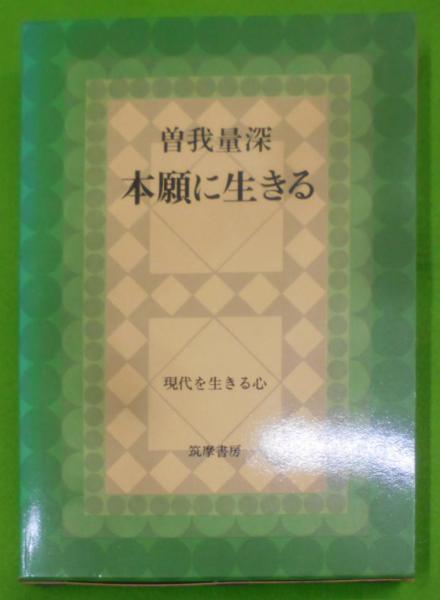 曽我量深
本願に生きる
現代を生きる心
筑摩書房